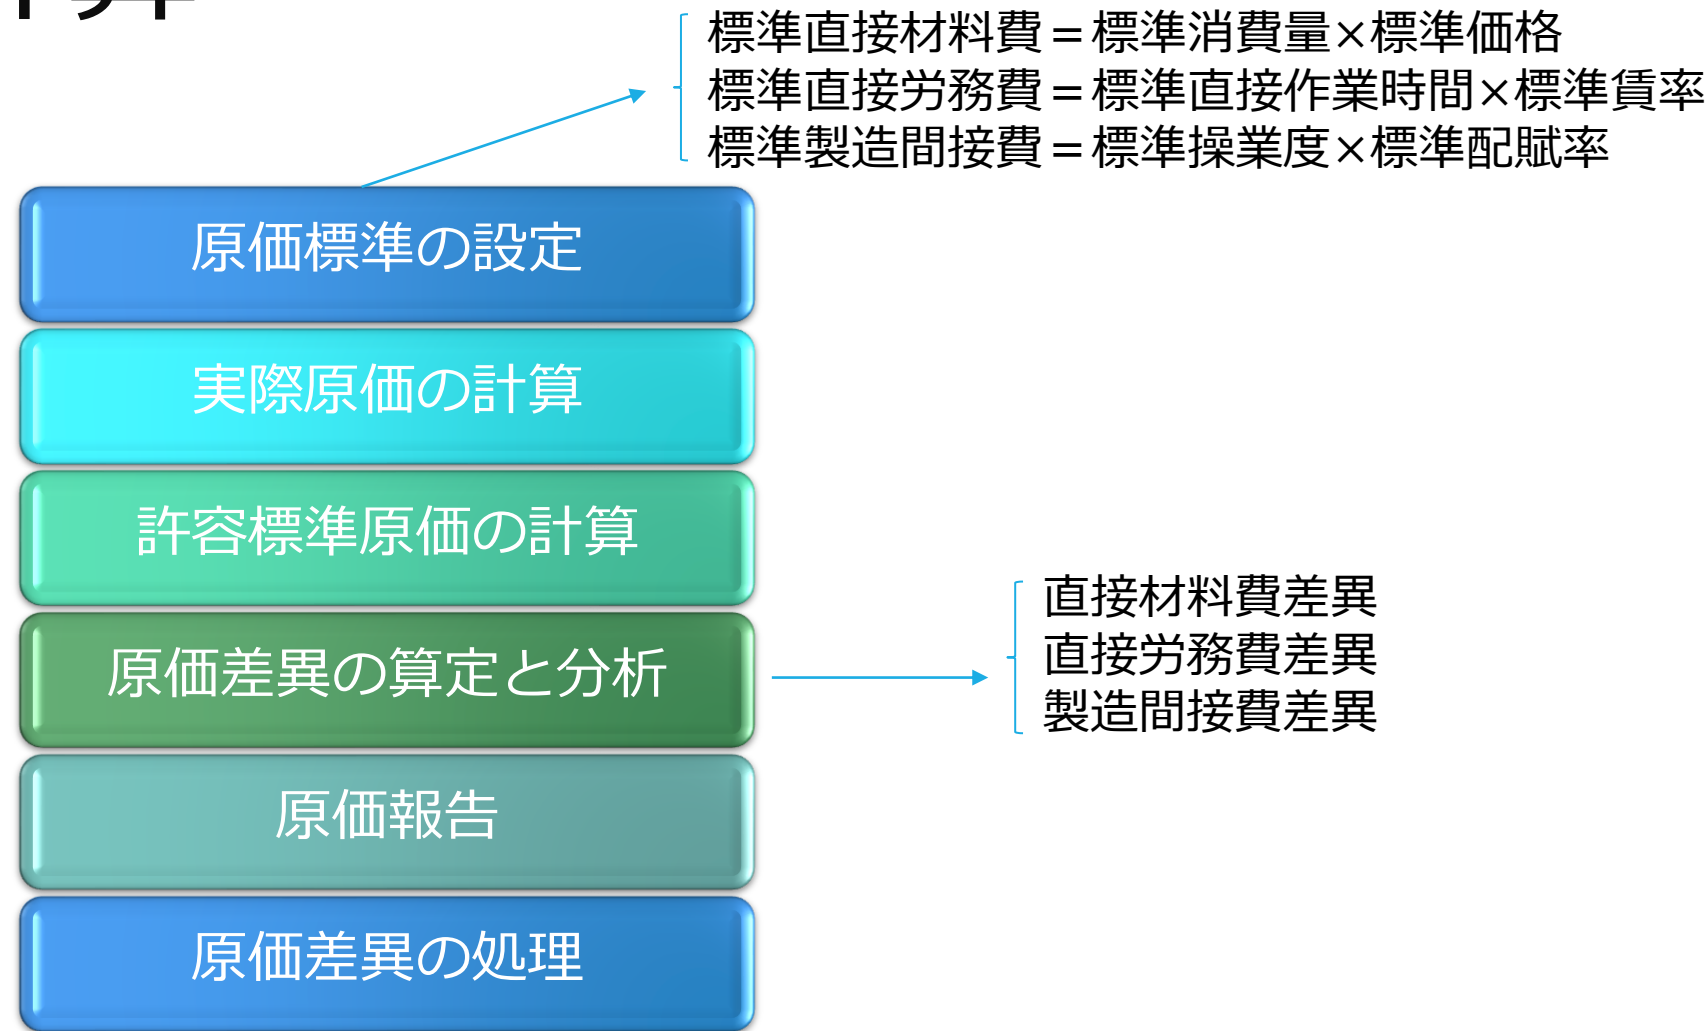 標準直接材料費＝標準消費量×標準価格
標準直接労務費＝標準直接作業時間×標準賃率
標準製造間接費＝標準操業度×標準配賦率
原価標準の設定
実際原価の計算
許容標準原価の計算
原価差異の算定と分析
直接材料費差異
直接労務費差異
製造間接費差異
原価報告
原価差異の処理